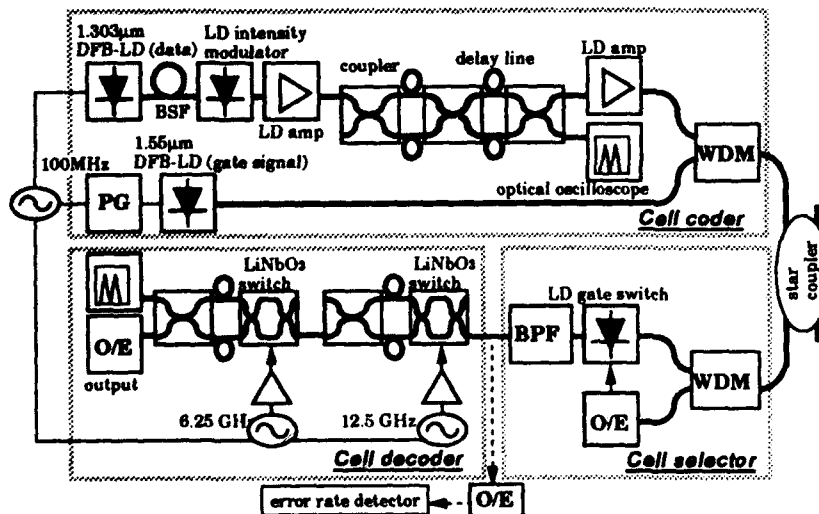 1.303μm
DFB-LD (data)
LD intensity
modulator
BSF
LD amp
coupler
delay line
LD amp
WDM
optical oscilloscope
1.55μm
DFB-LD (gate signal)
100MHz
PG
Cell coder
star
coupler
LiNbO3
switch
LiNbO3
switch
O/E
output
6.25 GHz
12.5 GHz
Cell decoder
BPF
LD gate switch
O/E
WDM
Cell selector
error rate detector
O/E